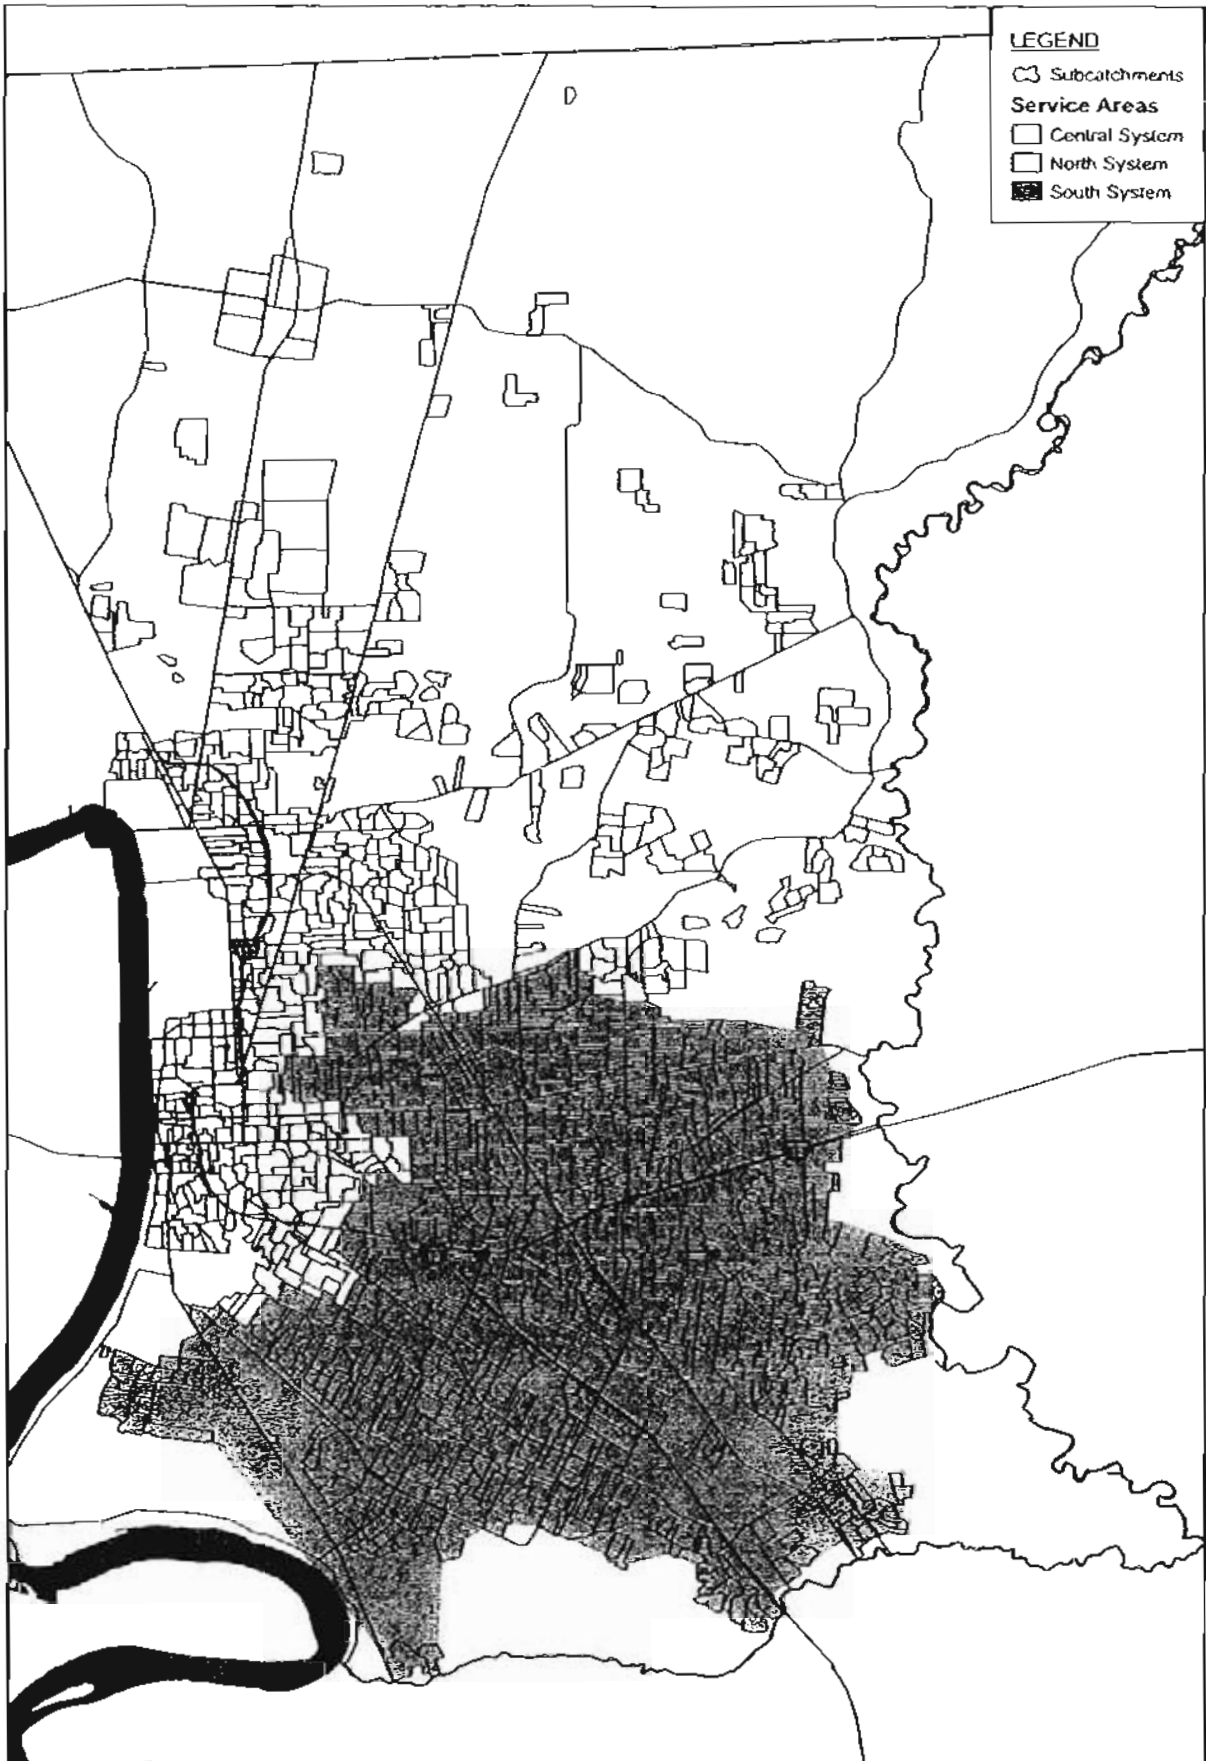 LEGEND
Subcatchments
Service Areas
Central System
North System
South System